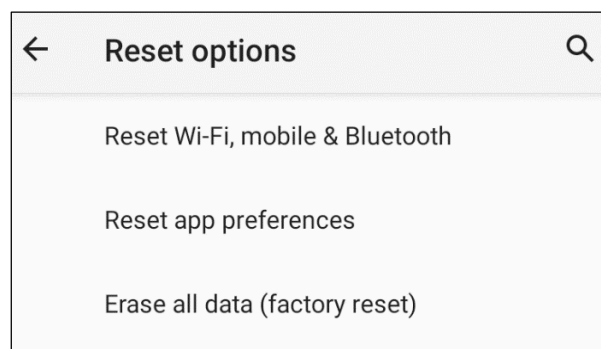 Reset options
Reset Wi-Fi, mobile & Bluetooth
Reset app preferences
Erase all data (factory reset)